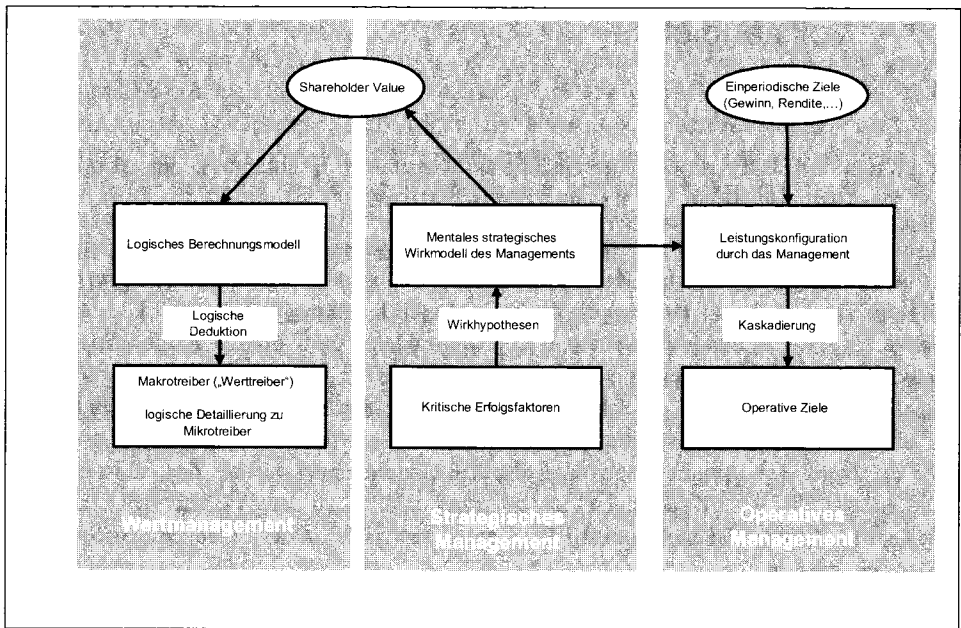 Shareholder Value
Einperiodische Ziele
(Gewinn, Rendite,...)
Logisches Berechnungsmodell
Mentales strategisches
Wirkmodell des Managements
Leistungskonfiguration
durch das Management
Logische
Deduktion
Wirkhypothesen
Kaskadierung
Makrotreiber („Werttreiber“)
logische Detaillierung zu
Mikrotreiber
Kritische Erfolgsfaktoren
Operative Ziele
Wertmanagement
Strategisches
Management
Operatives
Management